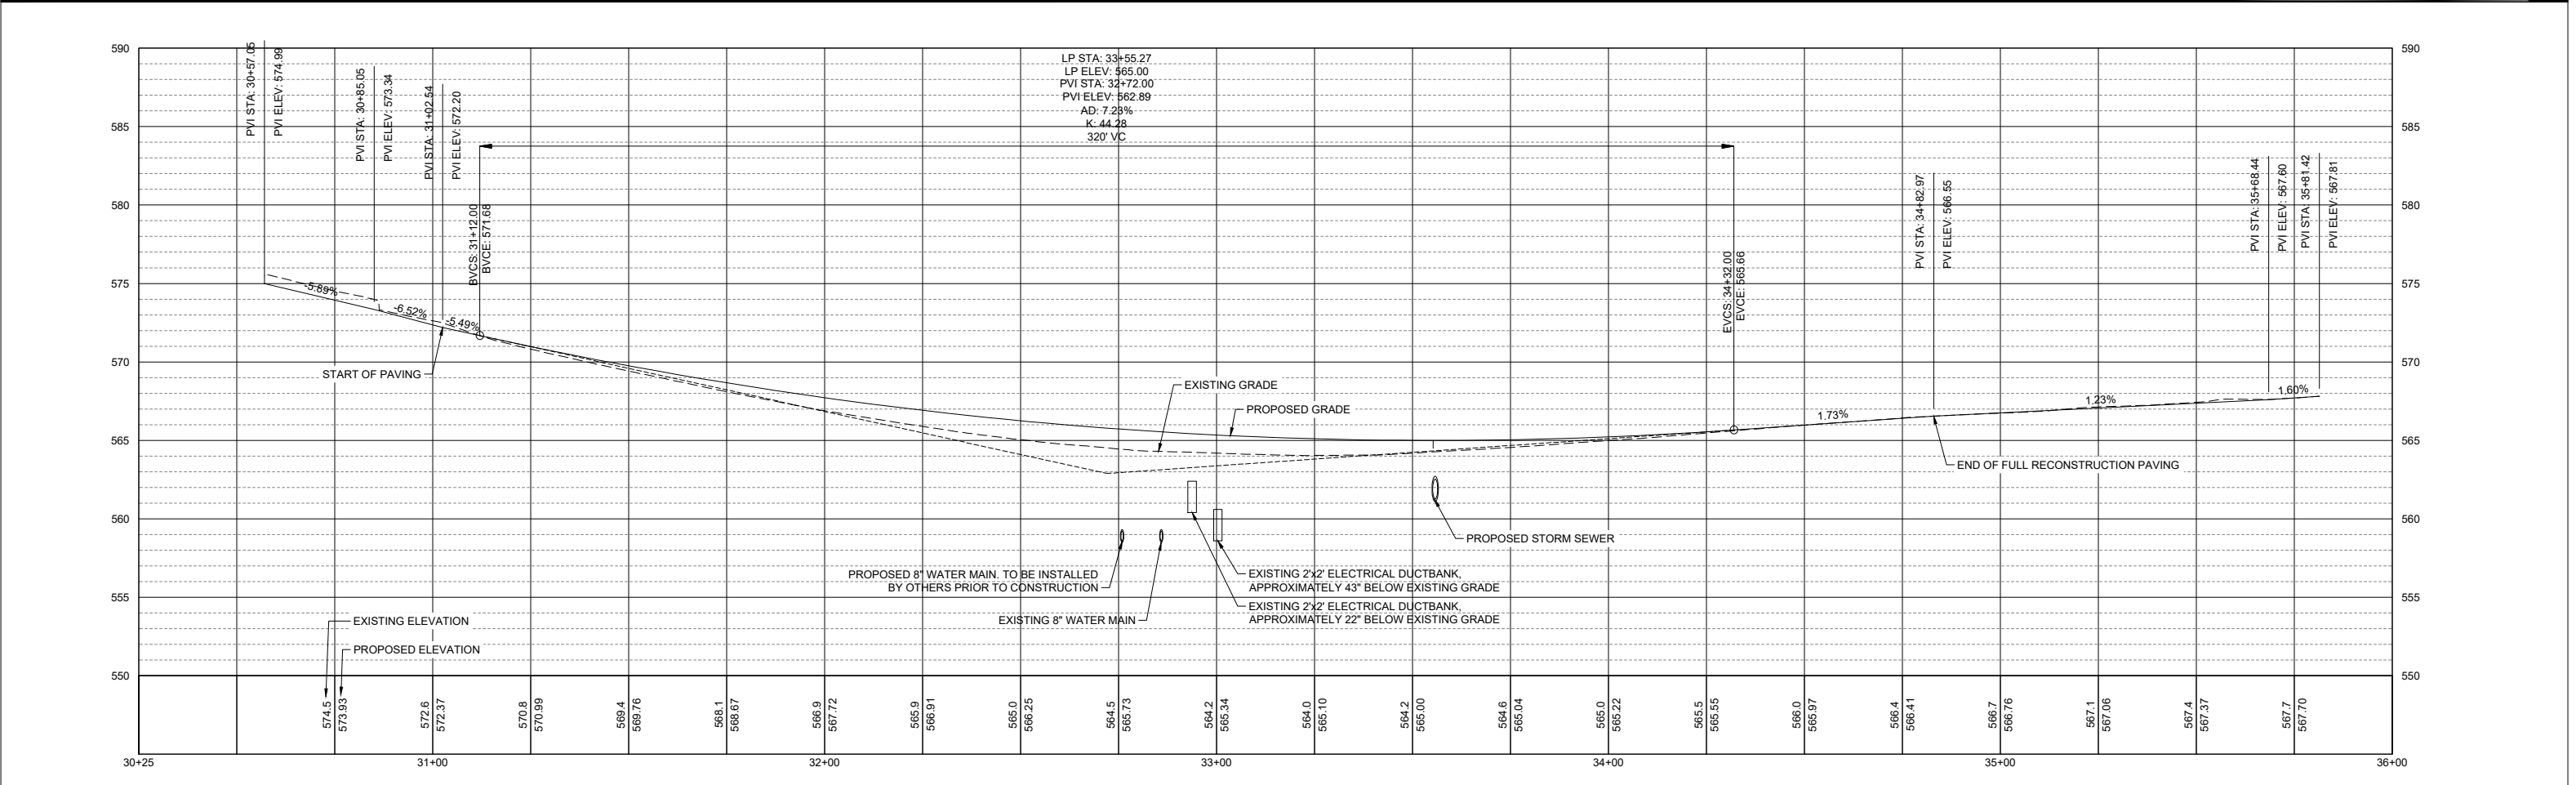 590
585
580
575
570
565
560
555
550
PVI STA: 30+57.05
PVI ELEV: 574.99
PVI STA: 30+85.05
PVI ELEV: 573.34
PVI STA: 31+02.54
PVI ELEV: 572.20
BVCS: 31+12.00
BVCE: 571.68
LP STA: 33+55.27
LP ELEV: 565.00
PVI STA: 32+72.00
PVI ELEV: 562.89
AD: 7.23%
K: 44.28
320' VC
EVCS: 34+32.00
EVCE: 565.66
PVI STA: 34+82.97
PVI ELEV: 566.55
PVI STA: 35+68.44
PVI ELEV: 567.60
PVI STA: 35+81.42
PVI ELEV: 567.81
590
585
580
575
570
565
560
555
550
-5.89%
-6.52%
-5.49%
1.73%
1.23%
1.60%
START OF PAVING
EXISTING GRADE
PROPOSED GRADE
END OF FULL RECONSTRUCTION PAVING
PROPOSED STORM SEWER
PROPOSED 8" WATER MAIN. TO BE INSTALLED
BY OTHERS PRIOR TO CONSTRUCTION
EXISTING 8" WATER MAIN
EXISTING 2'x2' ELECTRICAL DUCTBANK,
APPROXIMATELY 43" BELOW EXISTING GRADE
EXISTING 2'x2' ELECTRICAL DUCTBANK,
APPROXIMATELY 22" BELOW EXISTING GRADE
EXISTING ELEVATION
PROPOSED ELEVATION
574.5
573.93
572.6
572.37
570.8
570.99
569.4
569.76
568.1
568.67
566.9
567.72
565.9
566.91
565.0
566.25
564.5
565.73
564.2
565.34
564.0
565.10
564.2
565.00
564.6
565.04
565.0
565.22
565.5
565.55
566.0
565.97
566.4
566.41
566.7
566.76
567.1
567.06
567.4
567.37
567.7
567.70
30+25
31+00
32+00
33+00
34+00
35+00
36+00